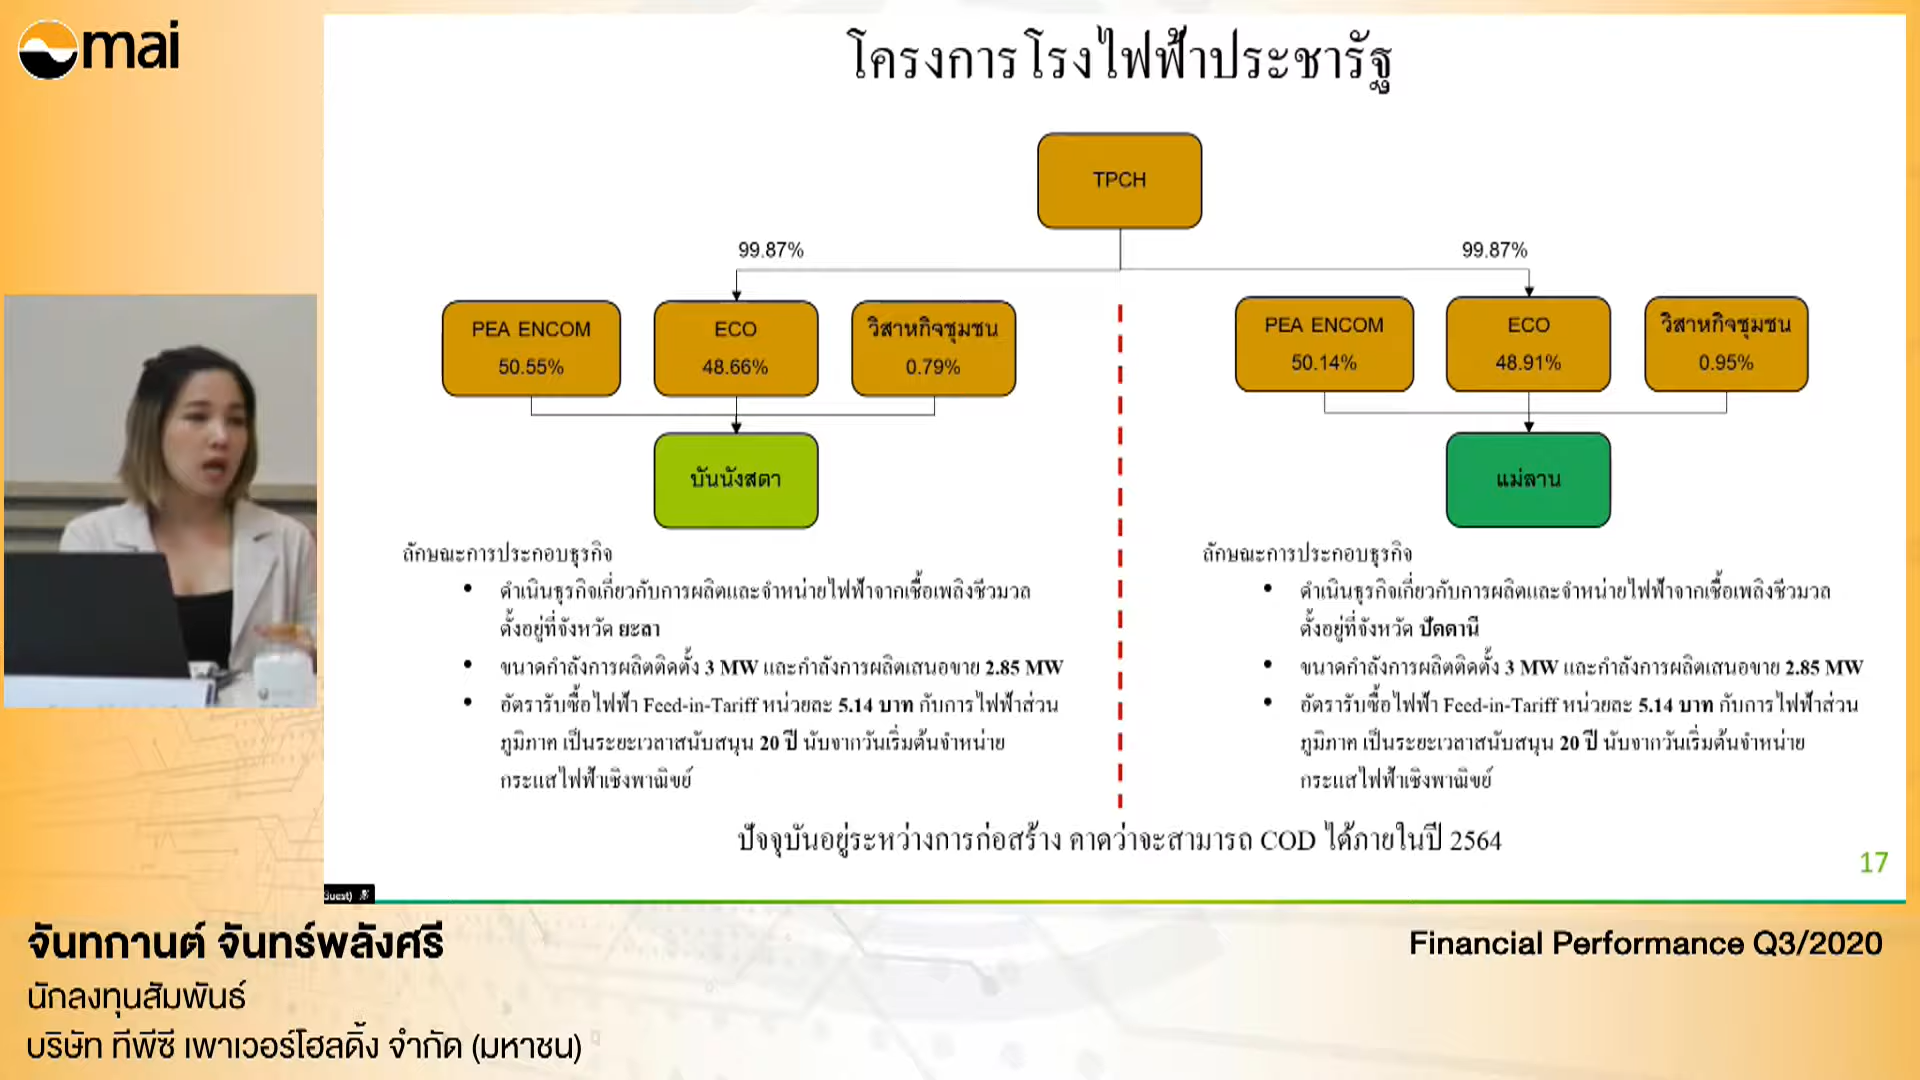 mai
โครงการโรงไฟฟ้าประชารัฐ
TPCH
99.87%
99.87%
PEA ENCOM
50.55%
ECO
48.66%
วิสาหกิจชุมชน
0.79%
PEA ENCOM
50.14%
ECO
48.91%
วิสาหกิจชุมชน
0.95%
บันนังสตา
แม่ลาน
ลักษณะการประกอบธุรกิจ
• ดำเนินธุรกิจเกี่ยวกับการผลิตและจำหน่ายไฟฟ้าจากเชื้อเพลิงชีวมวล
ตั้งอยู่ที่จังหวัด ยะลา
• ขนาดกำลังการผลิตติดตั้ง 3 MW และกำลังการผลิตเสนอขาย 2.85 MW
• อัตรารับซื้อไฟฟ้า Feed-in-Tariff หน่วยละ 5.14 บาท กับการไฟฟ้าส่วน
ภูมิภาค เป็นระยะเวลาสนับสนุน 20 ปี นับจากวันเริ่มต้นจำหน่าย
กระแสไฟฟ้าเชิงพาณิชย์
ลักษณะการประกอบธุรกิจ
• ดำเนินธุรกิจเกี่ยวกับการผลิตและจำหน่ายไฟฟ้าจากเชื้อเพลิงชีวมวล
ตั้งอยู่ที่จังหวัด ปัตตานี
• ขนาดกำลังการผลิตติดตั้ง 3 MW และกำลังการผลิตเสนอขาย 2.85 MW
• อัตรารับซื้อไฟฟ้า Feed-in-Tariff หน่วยละ 5.14 บาท กับการไฟฟ้าส่วน
ภูมิภาค เป็นระยะเวลาสนับสนุน 20 ปี นับจากวันเริ่มต้นจำหน่าย
กระแสไฟฟ้าเชิงพาณิชย์
ปัจจุบันอยู่ระหว่างการก่อสร้าง คาดว่าจะสามารถ COD ได้ภายในปี 2564
17
จันทกานต์ จันทร์พลังศรี
นักลงทุนสัมพันธ์
บริษัท ทีพีซี เพาเวอร์โฮลดิ้ง จำกัด (มหาชน)
Financial Performance Q3/2020